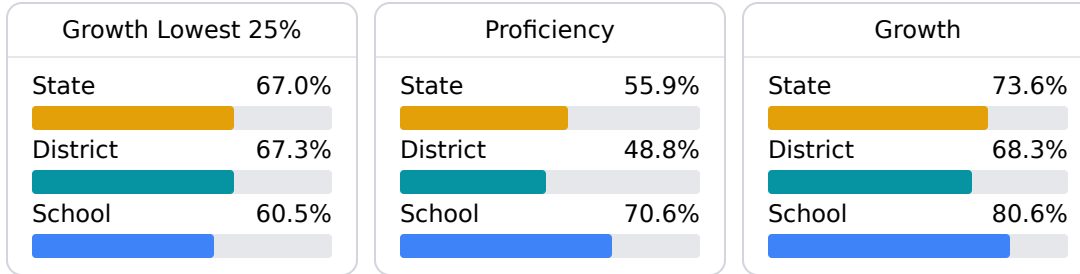 Growth Lowest 25%
State 67.0%
District 67.3%
School 60.5%
Proficiency
State 55.9%
District 48.8%
School 70.6%
Growth
State 73.6%
District 68.3%
School 80.6%